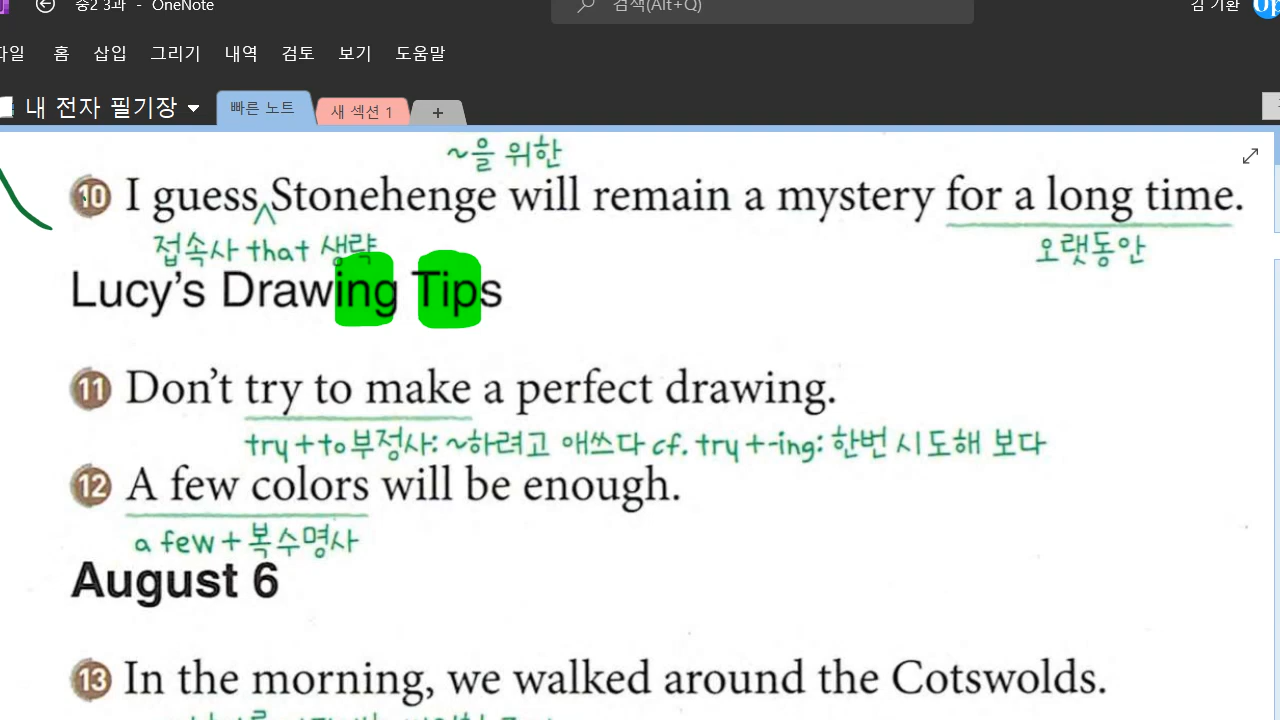 중2 3과 - OneNote
검색(Alt+Q)
김 기환
파일 홈 삽입 그리기 내역 검토 보기 도움말
내 전자 필기장 빠른 노트 새 섹션 1 +
~을 위한
10 I guess Stonehenge will remain a mystery for a long time.
접속사 that 생략 오랫동안
Lucy's Drawing Tips
11 Don't try to make a perfect drawing.
try+to부정사: ~하려고 애쓰다 cf. try+-ing: 한번 시도해 보다
12 A few colors will be enough.
a few + 복수명사
August 6
13 In the morning, we walked around the Cotswolds.